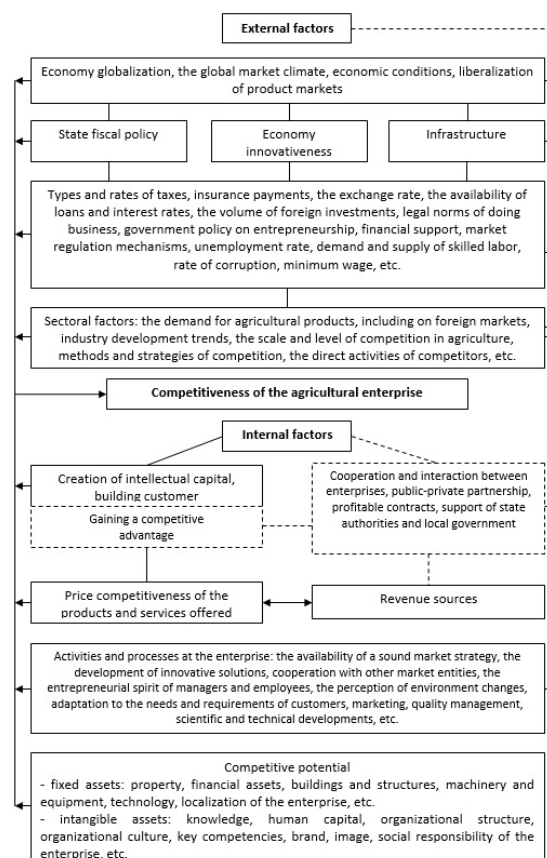 External factors
Economy globalization, the global market climate, economic conditions, liberalization
of product markets
State fiscal policy
Economy
innovativeness
Infrastructure
Types and rates of taxes, insurance payments, the exchange rate, the availability of
loans and interest rates, the volume of foreign investments, legal norms of doing
business, government policy on entrepreneurship, financial support, market
regulation mechanisms, unemployment rate, demand and supply of skilled labor,
rate of corruption, minimum wage, etc.
Sectoral factors: the demand for agricultural products, including on foreign markets,
industry development trends, the scale and level of competition in agriculture,
methods and strategies of competition, the direct activities of competitors, etc.
Competitiveness of the agricultural enterprise
Internal factors
Creation of intellectual capital,
building customer
Gaining a competitive
advantage
Cooperation and interaction between
enterprises, public-private partnership,
profitable contracts, support of state
authorities and local government
Price competitiveness of the
products and services offered
Revenue sources
Activities and processes at the enterprise: the availability of a sound market strategy, the
development of innovative solutions, cooperation with other market entities, the
entrepreneurial spirit of managers and employees, the perception of environment changes,
adaptation to the needs and requirements of customers, marketing, quality management,
scientific and technical developments, etc.
Competitive potential
- fixed assets: property, financial assets, buildings and structures, machinery and
equipment, technology, localization of the enterprise, etc.
- intangible assets: knowledge, human capital, organizational structure,
organizational culture, key competencies, brand, image, social responsibility of the
enterprise, etc.